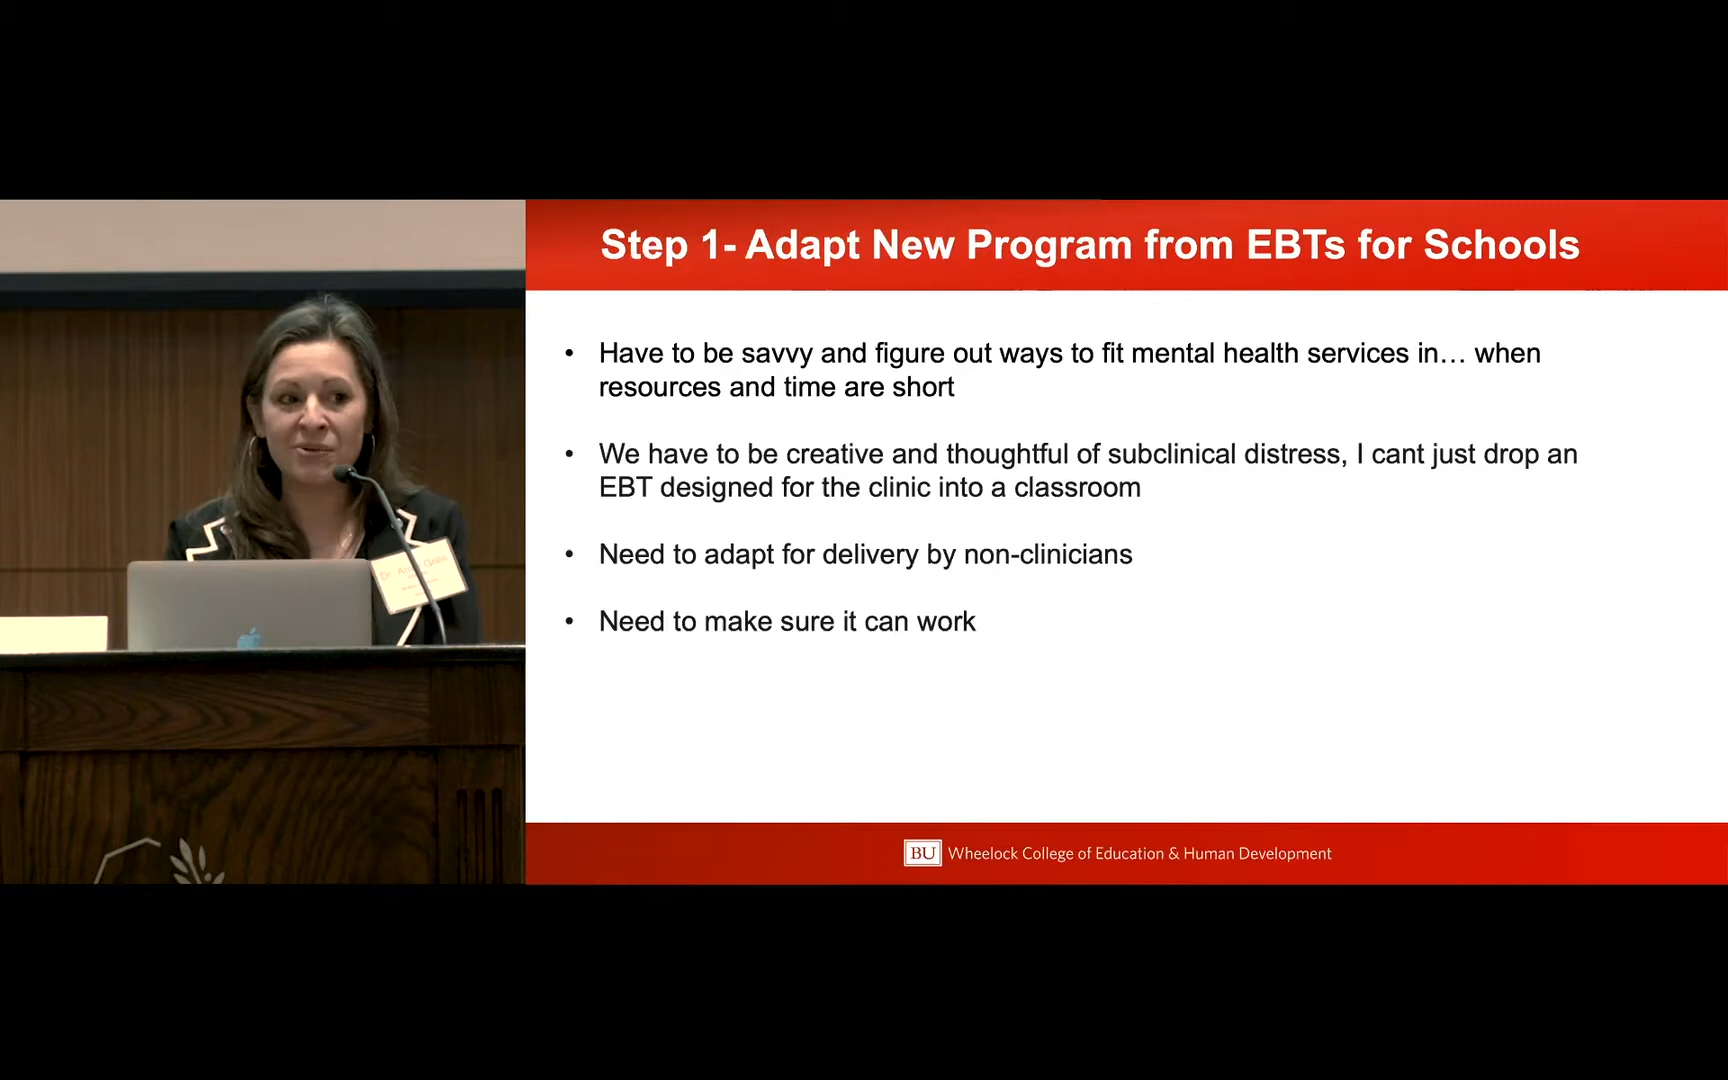 Step 1- Adapt New Program from EBTs for Schools
• Have to be savvy and figure out ways to fit mental health services in… when
resources and time are short
• We have to be creative and thoughtful of subclinical distress, I cant just drop an
EBT designed for the clinic into a classroom
• Need to adapt for delivery by non-clinicians
• Need to make sure it can work
BU Wheelock College of Education & Human Development
Dr.